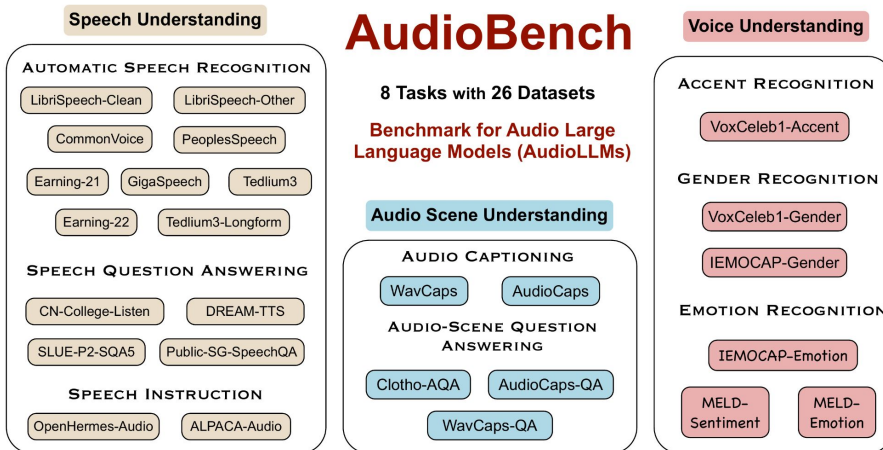 Speech Understanding
AUTOMATIC SPEECH RECOGNITION
LibriSpeech-Clean
LibriSpeech-Other
CommonVoice
PeoplesSpeech
Earning-21
GigaSpeech
Tedlium3
Earning-22
Tedlium3-Longform
SPEECH QUESTION ANSWERING
CN-College-Listen
DREAM-TTS
SLUE-P2-SQA5
Public-SG-SpeechQA
SPEECH INSTRUCTION
OpenHermes-Audio
ALPACA-Audio
AudioBench
8 Tasks with 26 Datasets
Benchmark for Audio Large
Language Models (AudioLLMs)
Audio Scene Understanding
AUDIO CAPTIONING
WavCaps
AudioCaps
AUDIO-SCENE QUESTION
ANSWERING
Clotho-AQA
AudioCaps-QA
WavCaps-QA
Voice Understanding
ACCENT RECOGNITION
VoxCeleb1-Accent
GENDER RECOGNITION
VoxCeleb1-Gender
IEMOCAP-Gender
EMOTION RECOGNITION
IEMOCAP-Emotion
MELD-
Sentiment
MELD-
Emotion